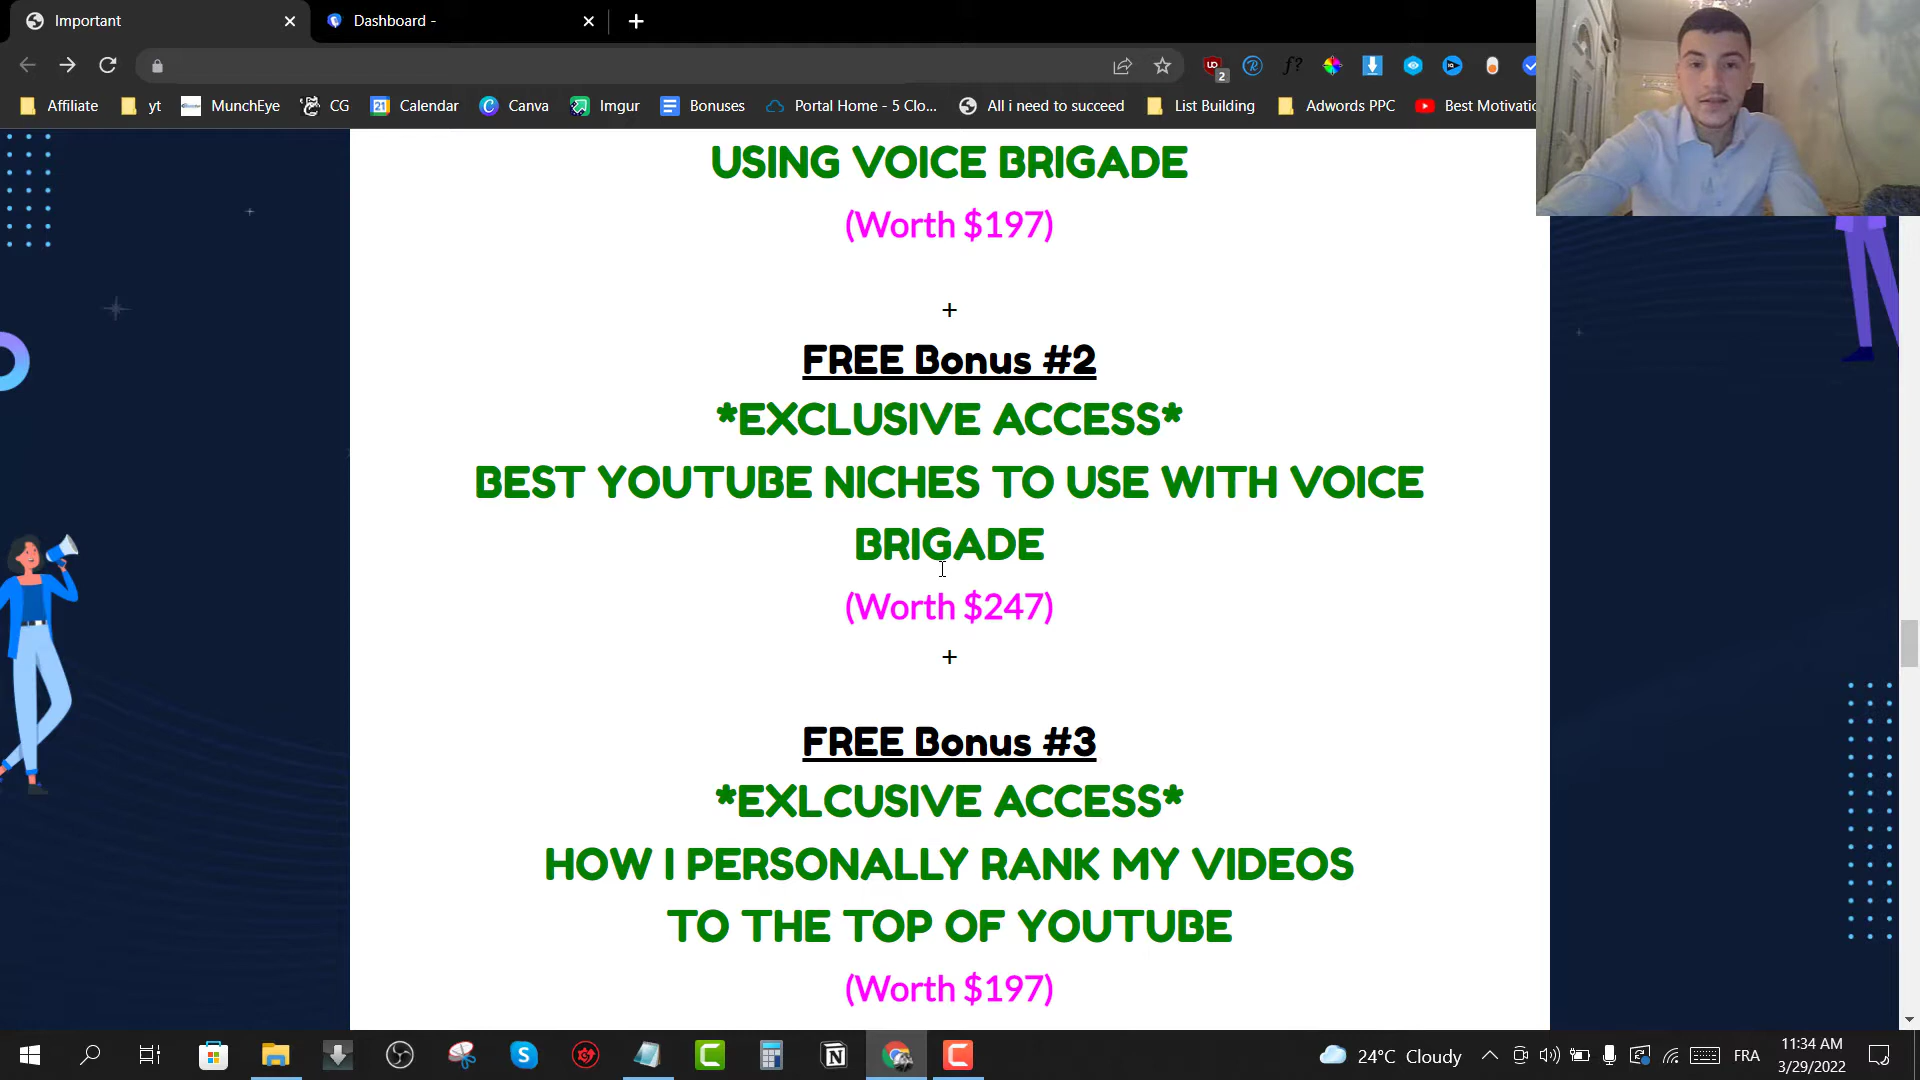 Important
Dashboard -
2
Affiliate
yt
MunchEye
CG
21
Calendar
Canva
Imgur
Bonuses
Portal Home - 5 Clo...
All i need to succeed
List Building
Adwords PPC
Best Motivatio
USING VOICE BRIGADE
(Worth $197)
+
FREE Bonus #2
*EXCLUSIVE ACCESS*
BEST YOUTUBE NICHES TO USE WITH VOICE
BRIGADE
(Worth $247)
+
FREE Bonus #3
*EXLCUSIVE ACCESS*
HOW I PERSONALLY RANK MY VIDEOS
TO THE TOP OF YOUTUBE
(Worth $197)
24°C Cloudy
FRA
11:34 AM
3/29/2022